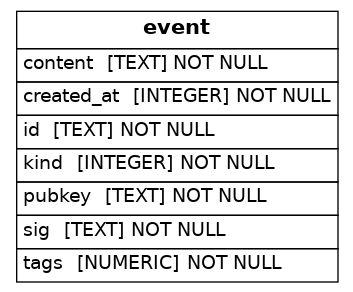 event
content [TEXT] NOT NULL
created_at [INTEGER] NOT NULL
id [TEXT] NOT NULL
kind [INTEGER] NOT NULL
pubkey [TEXT] NOT NULL
sig [TEXT] NOT NULL
tags [NUMERIC] NOT NULL